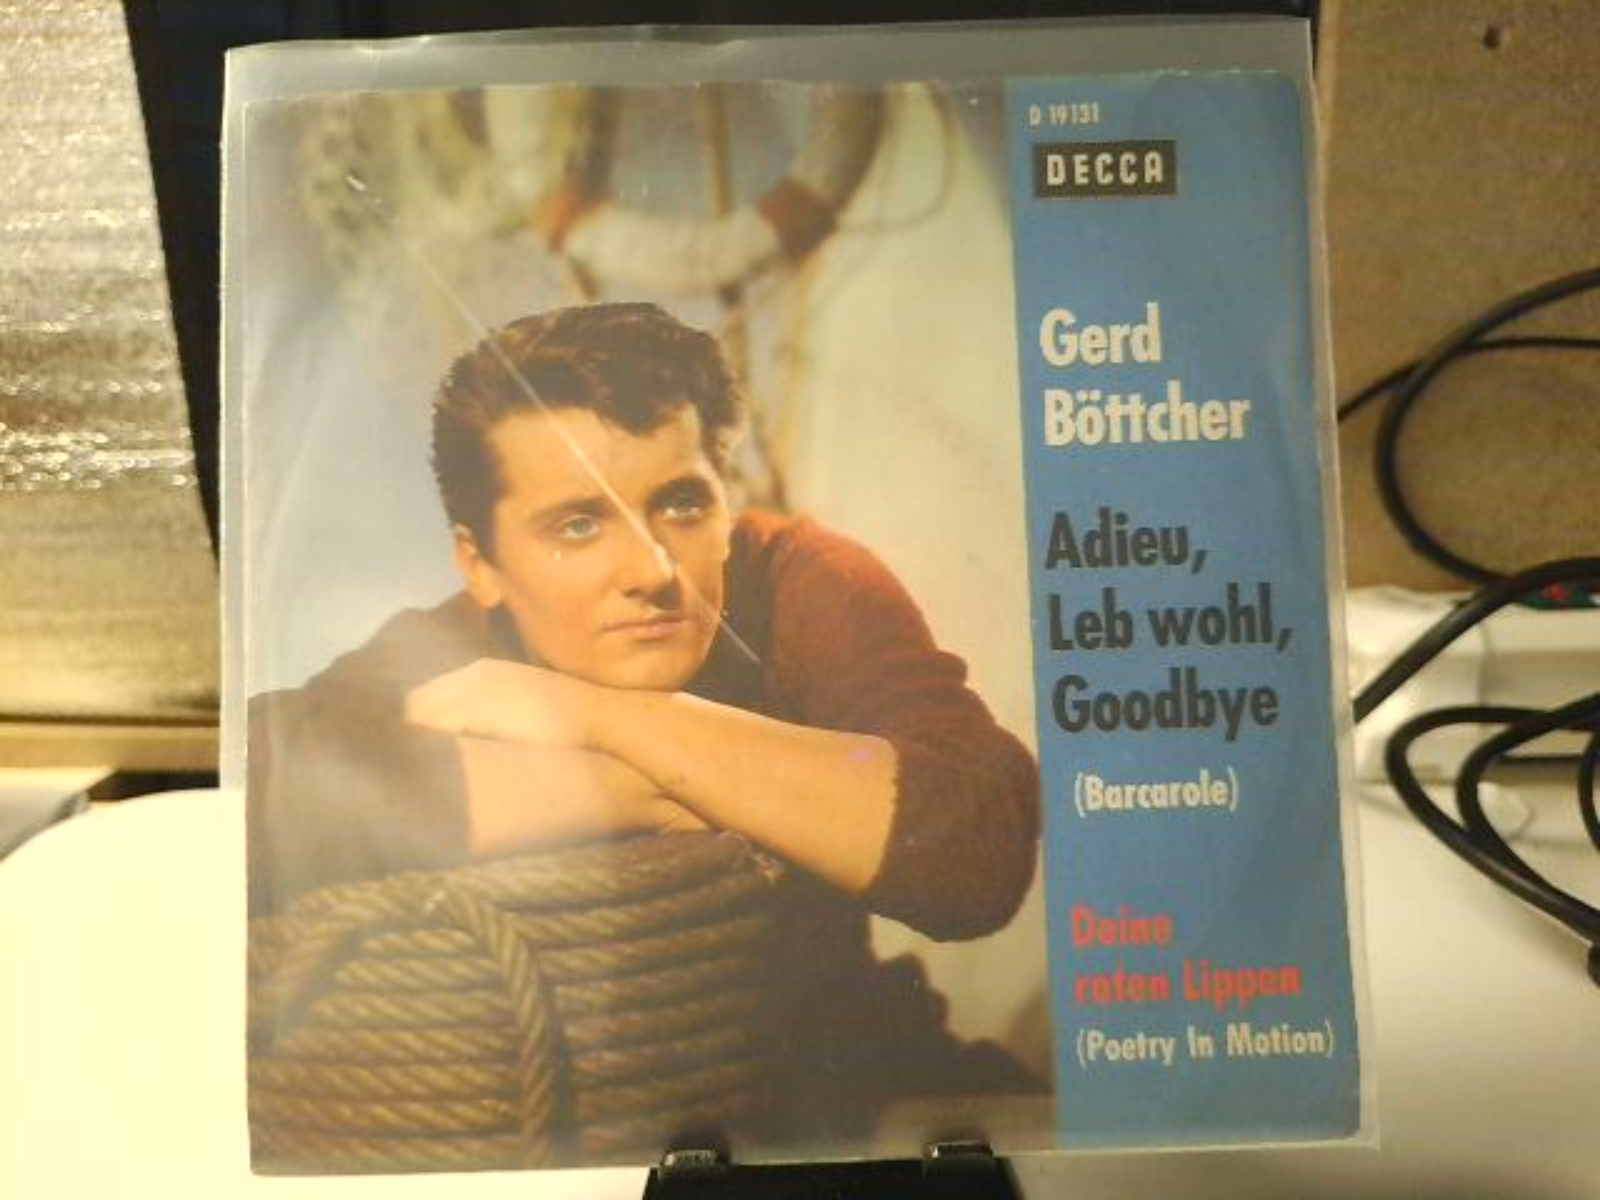 D 19131
DECCA
Gerd
Böttcher
Adieu,
Leb wohl,
Goodbye
(Barcarole)
Deine
roten Lippen
(Poetry In Motion)